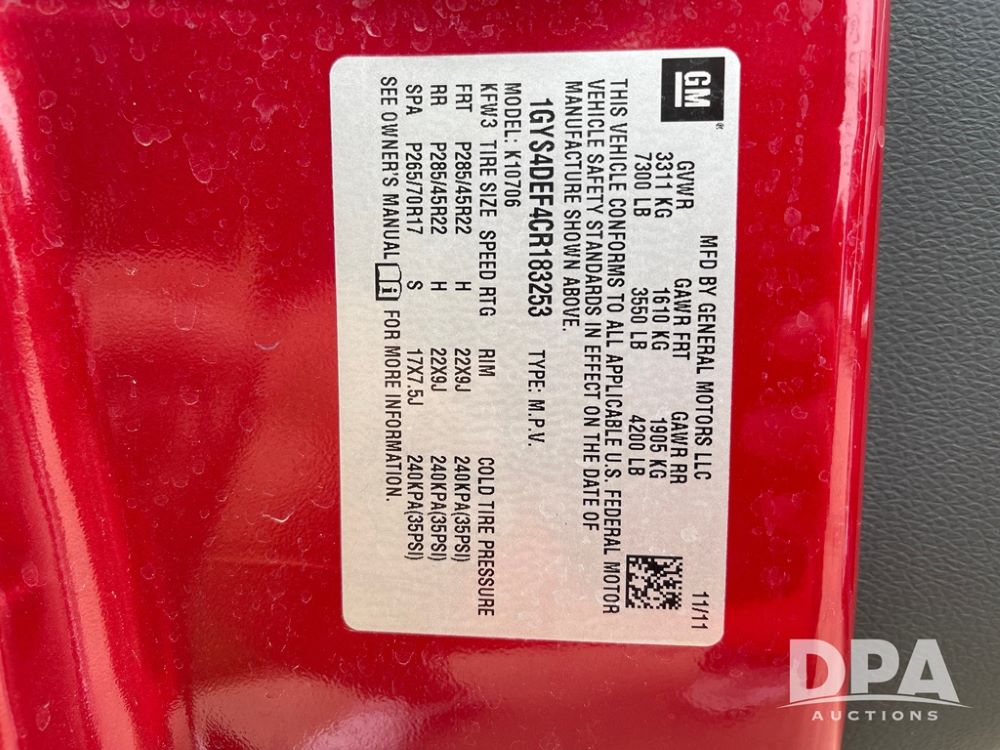 GM
MFD BY GENERAL MOTORS LLC 11/11
GVWR GAWR FRT GAWR RR
3311 KG 1610 KG 1905 KG
7300 LB 3550 LB 4200 LB
THIS VEHICLE CONFORMS TO ALL APPLICABLE U.S. FEDERAL MOTOR
VEHICLE SAFETY STANDARDS IN EFFECT ON THE DATE OF
MANUFACTURE SHOWN ABOVE.
1GYS4DEF4CR183253 TYPE: M.P.V.
MODEL: K10706
KFW3 TIRE SIZE SPEED RTG RIM COLD TIRE PRESSURE
FRT P285/45R22 H 22X9J 240KPA(35PSI)
RR P285/45R22 H 22X9J 240KPA(35PSI)
SPA P265/70R17 S 17X7.5J 240KPA(35PSI)
SEE OWNER'S MANUAL FOR MORE INFORMATION.
DPA
AUCTIONS